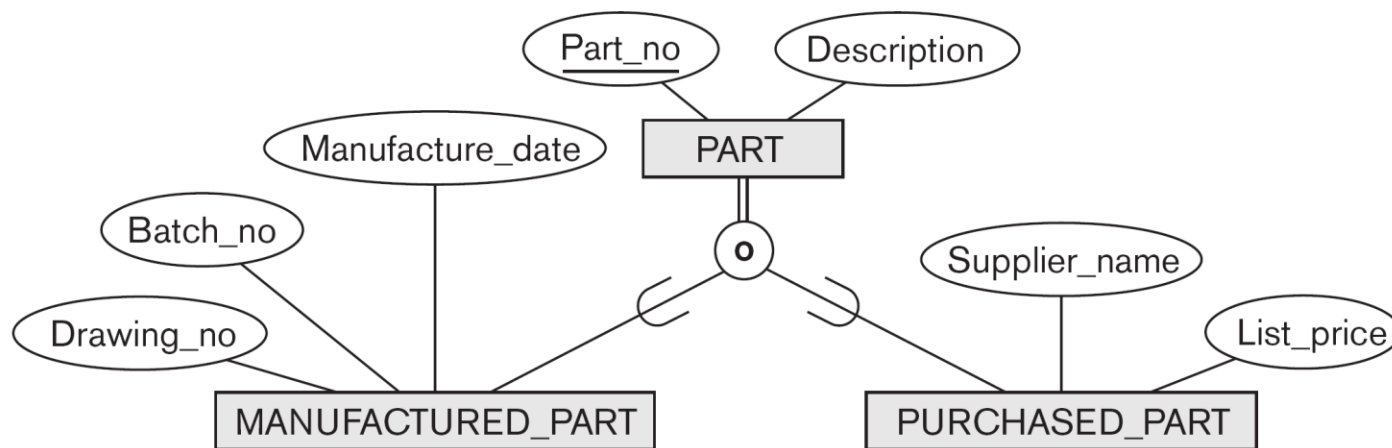 Part_no
Description
Manufacture_date
PART
Batch_no
o
Supplier_name
Drawing_no
List_price
MANUFACTURED_PART
PURCHASED_PART